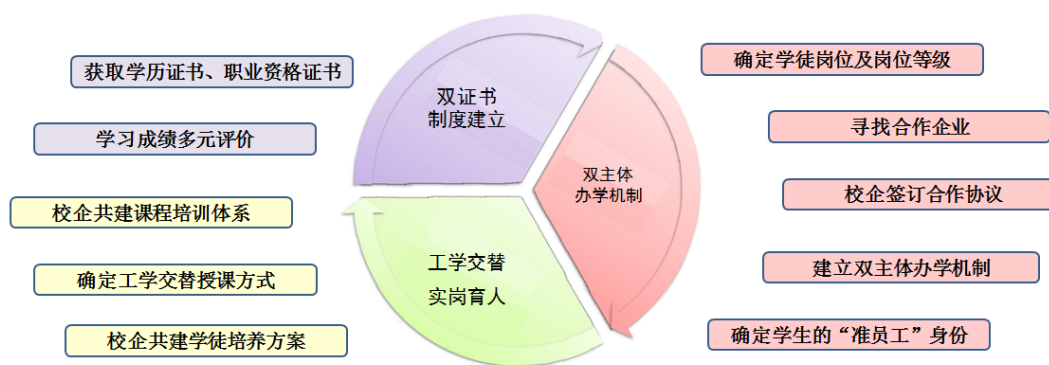 获取学历证书、职业资格证书
学习成绩多元评价
校企共建课程培训体系
确定工学交替授课方式
校企共建学徒培养方案
双证书
制度建立
双主体
办学机制
工学交替
实岗育人
确定学徒岗位及岗位等级
寻找合作企业
校企签订合作协议
建立双主体办学机制
确定学生的“准员工”身份